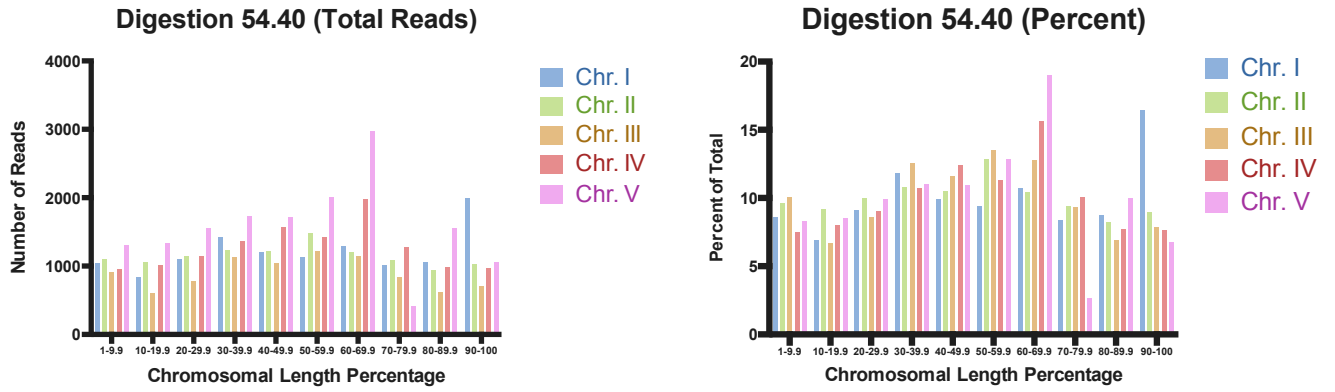 Digestion 54.40 (Total Reads)
Number of Reads
4000
3000
2000
1000
0
1-9.9 10-19.9 20-29.9 30-39.9 40-49.9 50-59.9 60-69.9 70-79.9 80-89.9 90-100
Chromosomal Length Percentage
Chr. I
Chr. II
Chr. III
Chr. IV
Chr. V
Digestion 54.40 (Percent)
Percent of Total
20
15
10
5
0
1-9.9 10-19.9 20-29.9 30-39.9 40-49.9 50-59.9 60-69.9 70-79.9 80-89.9 90-100
Chromosomal Length Percentage
Chr. I
Chr. II
Chr. III
Chr. IV
Chr. V